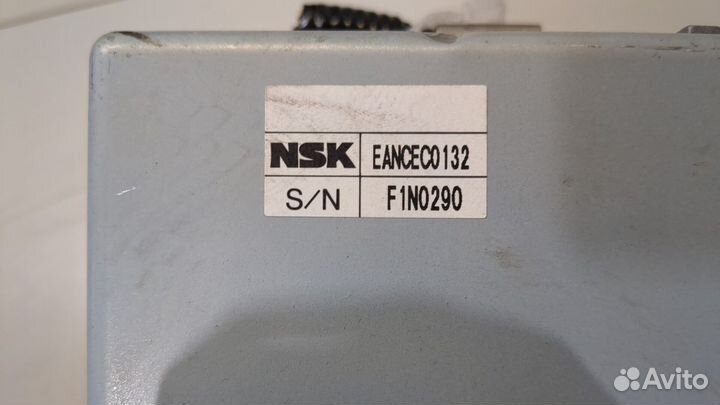 NSK EANCEC0132
S/N F1N0290
Avito